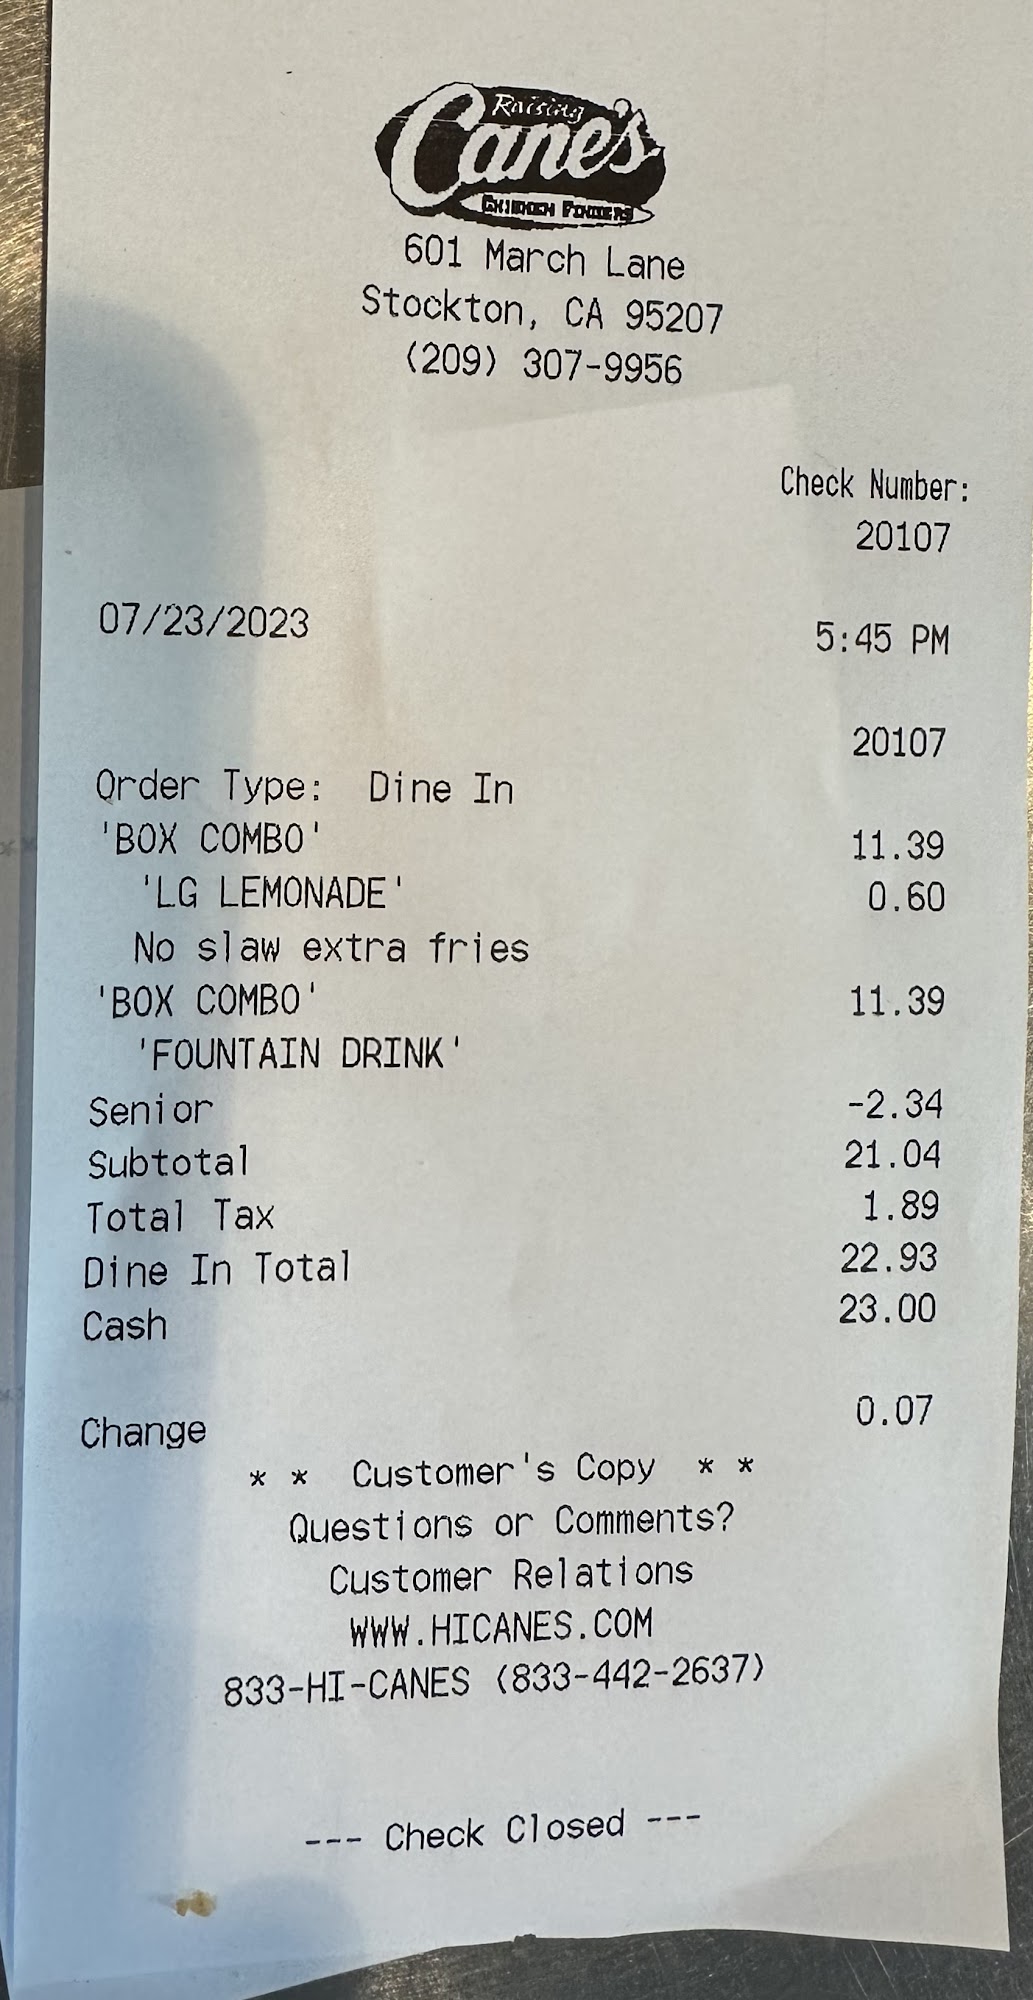 Raising
Cane's
CHICKEN FINGERS
601 March Lane
Stockton, CA 95207
(209) 307-9956
Check Number:
20107
07/23/2023 5:45 PM
20107
Order Type: Dine In
'BOX COMBO' 11.39
'LG LEMONADE' 0.60
No slaw extra fries
'BOX COMBO' 11.39
'FOUNTAIN DRINK'
Senior -2.34
Subtotal 21.04
Total Tax 1.89
Dine In Total 22.93
Cash 23.00
Change 0.07
* * Customer's Copy * *
Questions or Comments?
Customer Relations
WWW.HICANES.COM
833-HI-CANES (833-442-2637)
--- Check Closed ---